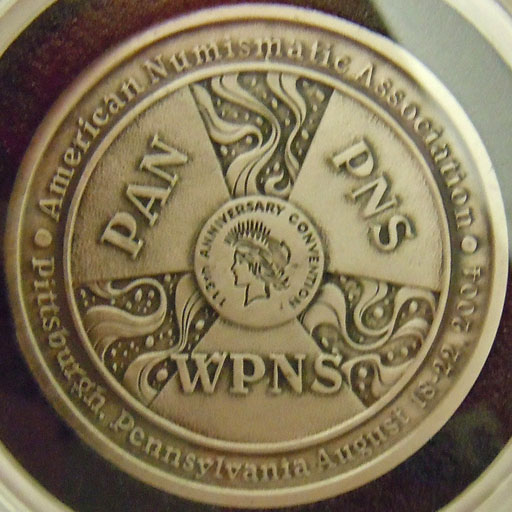 American Numismatic Association
Pittsburgh, Pennsylvania August 18-22, 2004
PAN
PNS
WPNS
113th ANNIVERSARY CONVENTION